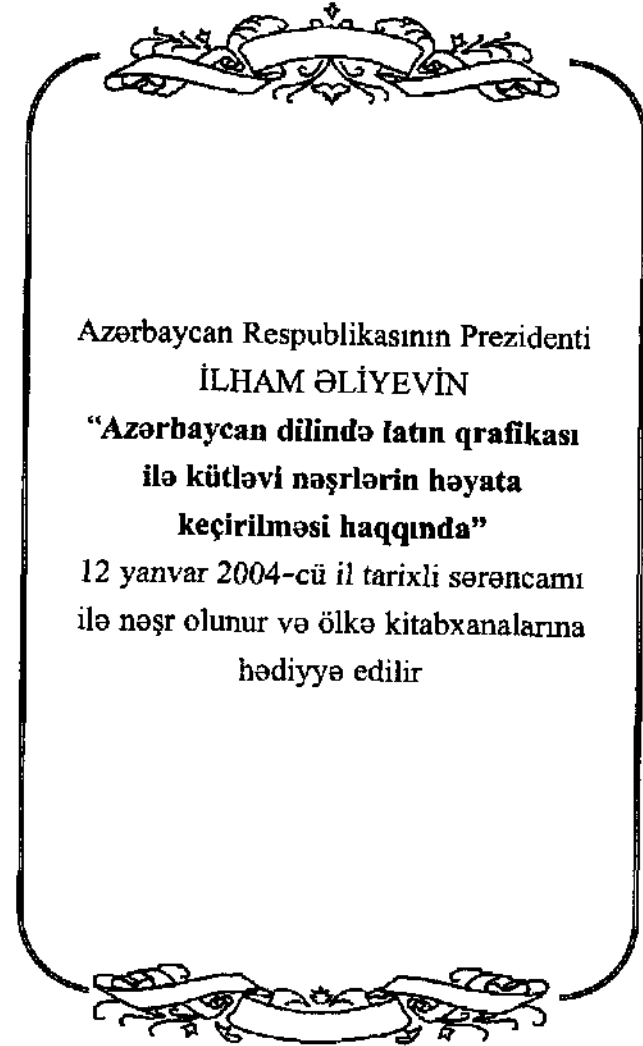 Azərbaycan Respublikasının Prezidenti
İLHAM ƏLİYEVİN
“Azərbaycan dilində latın qrafikası
ilə kütləvi nəşrlərin həyata
keçirilməsi haqqında”
12 yanvar 2004-cü il tarixli sərəncamı
ilə nəşr olunur və ölkə kitabxanalarına
hədiyyə edilir